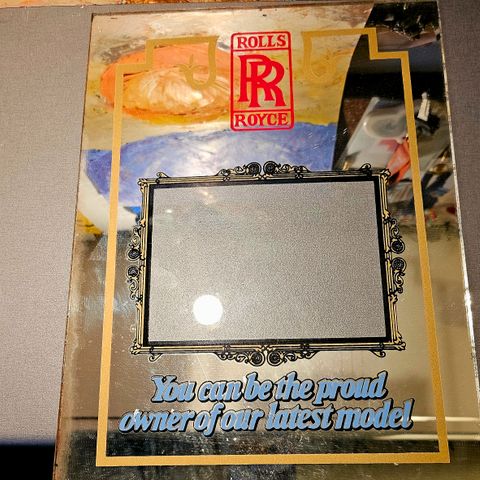 ROLLS
RR
ROYCE
You can be the proud
owner of our latest model